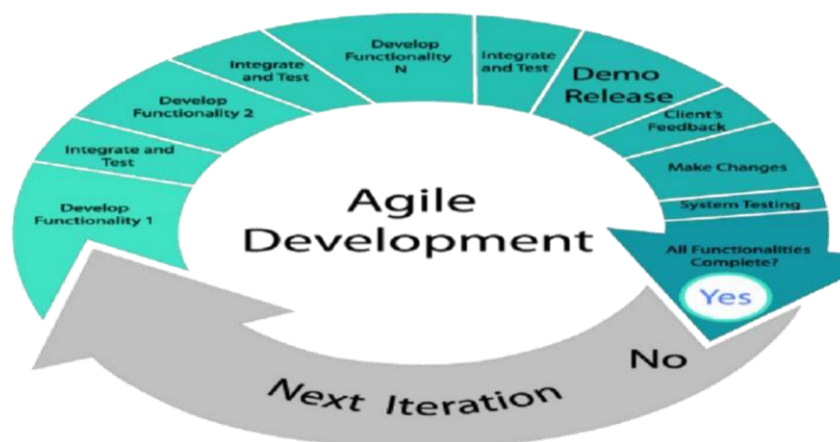 Agile
Development
Develop
Functionality 1
Integrate and
Test
Develop
Functionality 2
Integrate
and Test
Develop
Functionality
N
Integrate
and Test
Demo
Release
Client's
Feedback
Make Changes
System Testing
All Functionalities
Complete?
Yes
No
Next Iteration